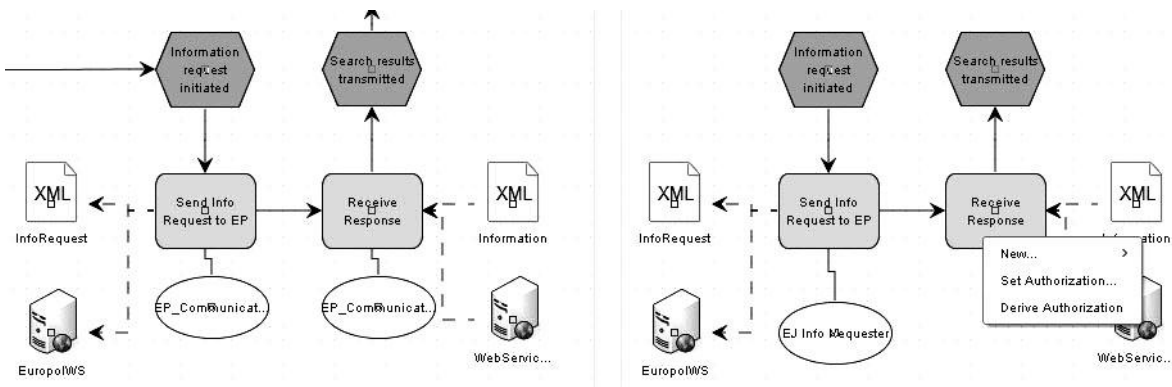 Information
request
initiated
Search results
transmitted
XML
InfoRequest
Send Info
Request to EP
Receive
Response
XML
Information
EP_Communicat...
EP_Communicat...
EuropolWS
WebServic...
Information
request
initiated
Search results
transmitted
XML
InfoRequest
Send Info
Request to EP
Receive
Response
XML
Information
New...
Set Authorization...
Derive Authorization
EJ Info Requester
EuropolWS
WebServic...